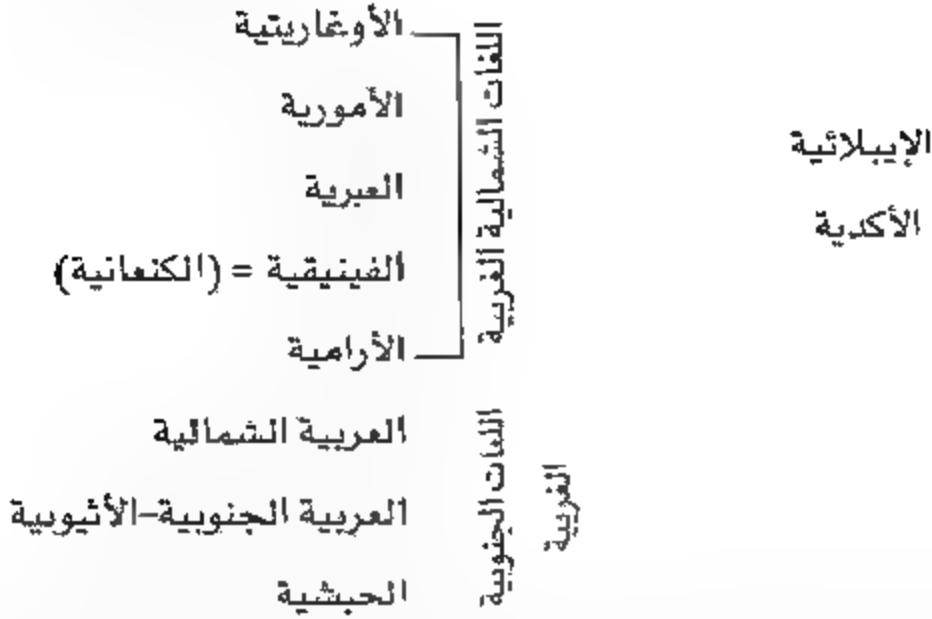 الإيبلائية
الأكدية
اللغات الشمالية الغربية
الأوغاريتية
الأمورية
العبرية
الفينيقية = (الكنعانية)
الأرامية
اللغات الجنوبية
الغربية
العربية الشمالية
العربية الجنوبية-الأثيوبية
الحبشية